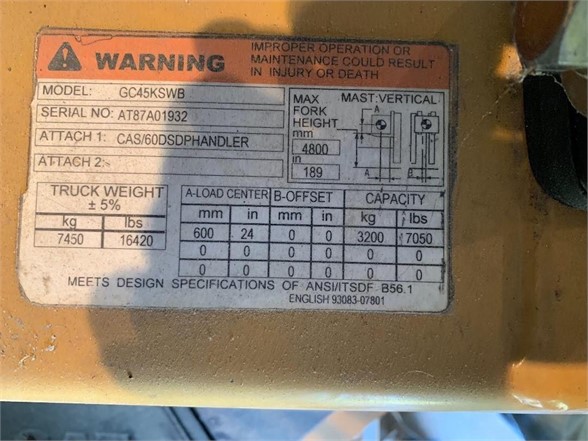 WARNING
IMPROPER OPERATION OR
MAINTENANCE COULD RESULT
IN INJURY OR DEATH
MODEL: GC45KSWB
SERIAL NO: AT87A01932
ATTACH 1: CAS/60DSDPHANDLER
ATTACH 2:
MAX
FORK
HEIGHT
mm
4800
in
189
MAST:VERTICAL
A
A
B
TRUCK WEIGHT
± 5%
kg lbs
7450 16420
A-LOAD CENTER B-OFFSET CAPACITY
mm in mm in kg lbs
600 24 0 0 3200 7050
0 0 0 0 0 0
0 0 0 0 0 0
MEETS DESIGN SPECIFICATIONS OF ANSI/ITSDF B56.1
ENGLISH 93083-07801